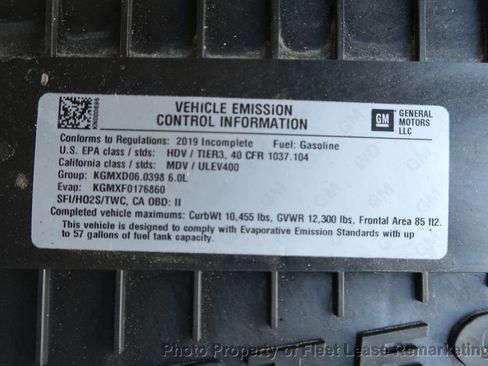 VEHICLE EMISSION
CONTROL INFORMATION
GM
GENERAL
MOTORS
LLC
Conforms to Regulations: 2019 Incomplete Fuel: Gasoline
U.S. EPA class / stds: HDV / TIER3, 40 CFR 1037.104
California class / stds: MDV / ULEV400
Group: KGMXD06.0398 6.0L
Evap: KGMXF0176860
SFI/HO2S/TWC, CA OBD: II
Completed vehicle maximums: CurbWt 10,455 lbs, GVWR 12,300 lbs, Frontal Area 85 ft2.
This vehicle is designed to comply with Evaporative Emission Standards with up
to 57 gallons of fuel tank capacity.
Photo Property of Fleet Lease Remarketing